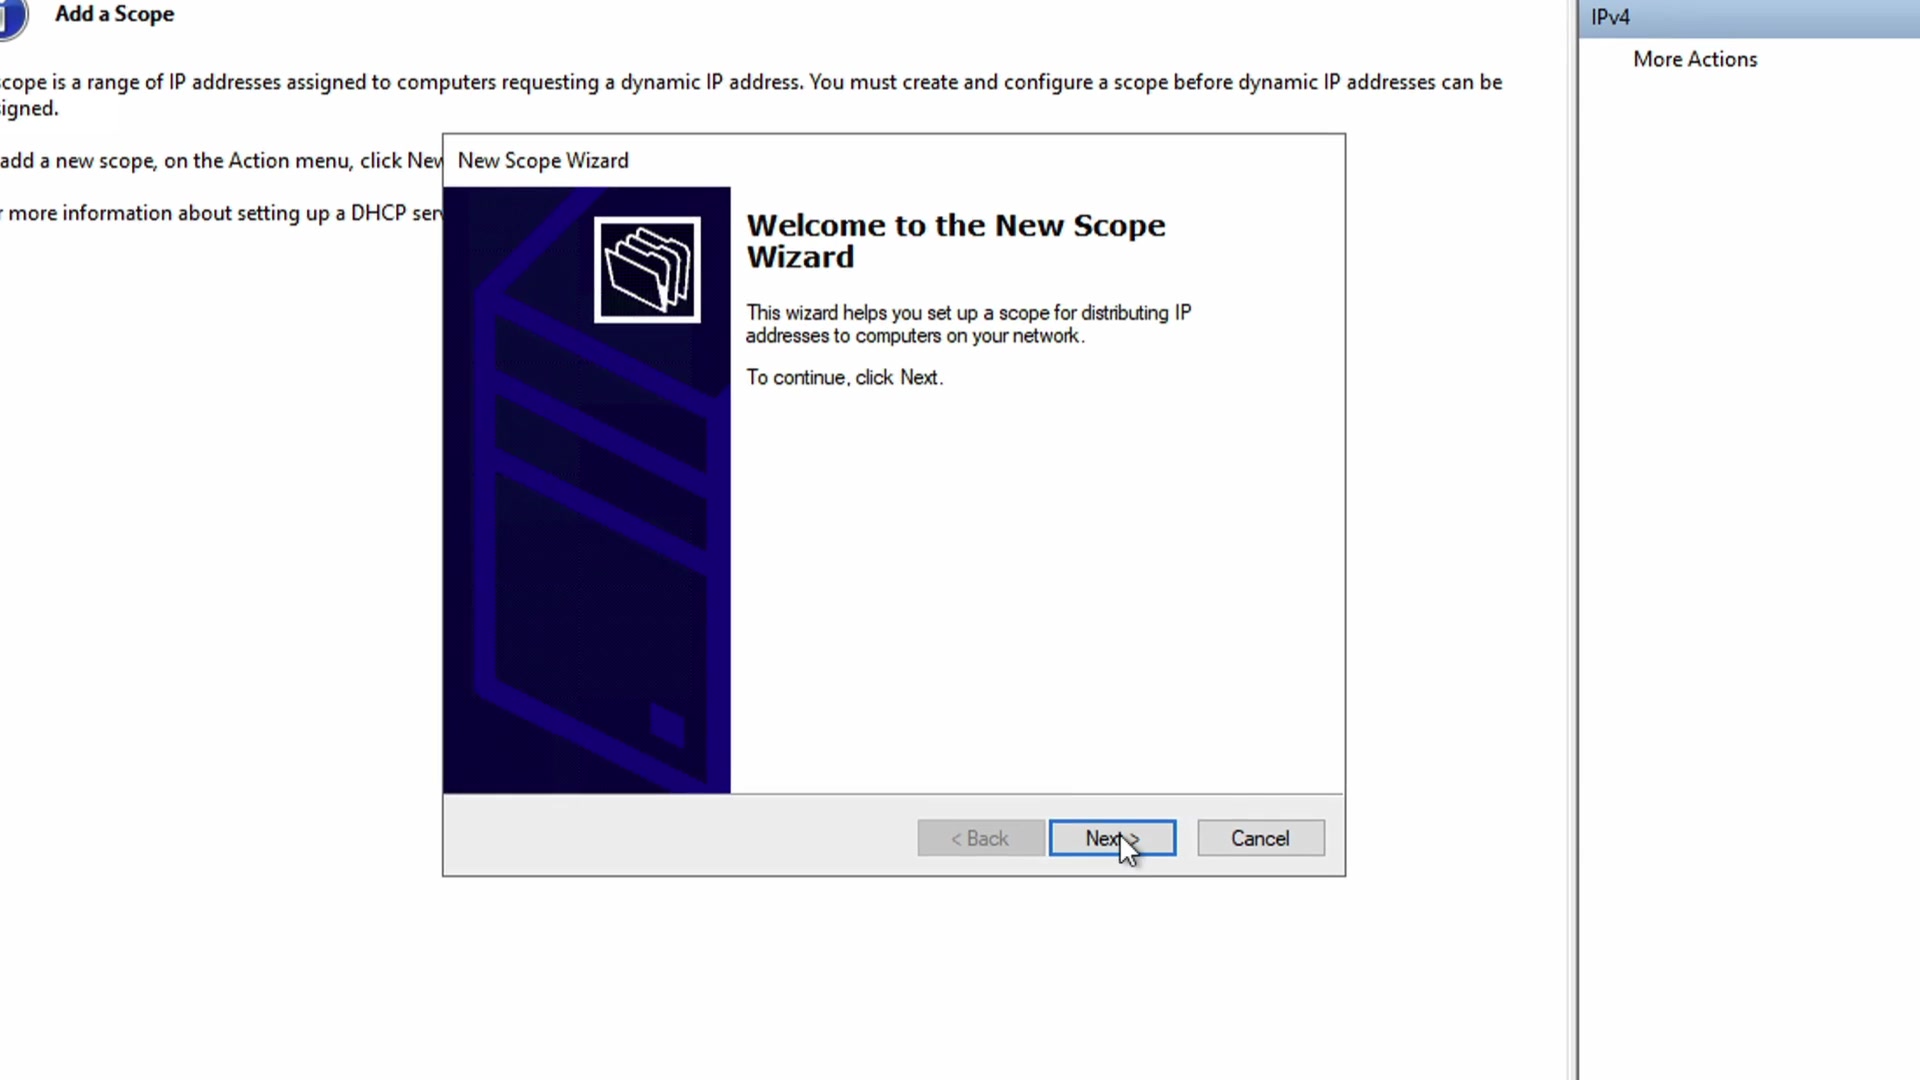 Add a Scope
IPv4
More Actions
scope is a range of IP addresses assigned to computers requesting a dynamic IP address. You must create and configure a scope before dynamic IP addresses can be
igned.
add a new scope, on the Action menu, click New
r more information about setting up a DHCP serv
New Scope Wizard
Welcome to the New Scope
Wizard
This wizard helps you set up a scope for distributing IP
addresses to computers on your network.
To continue, click Next.
< Back
Next >
Cancel